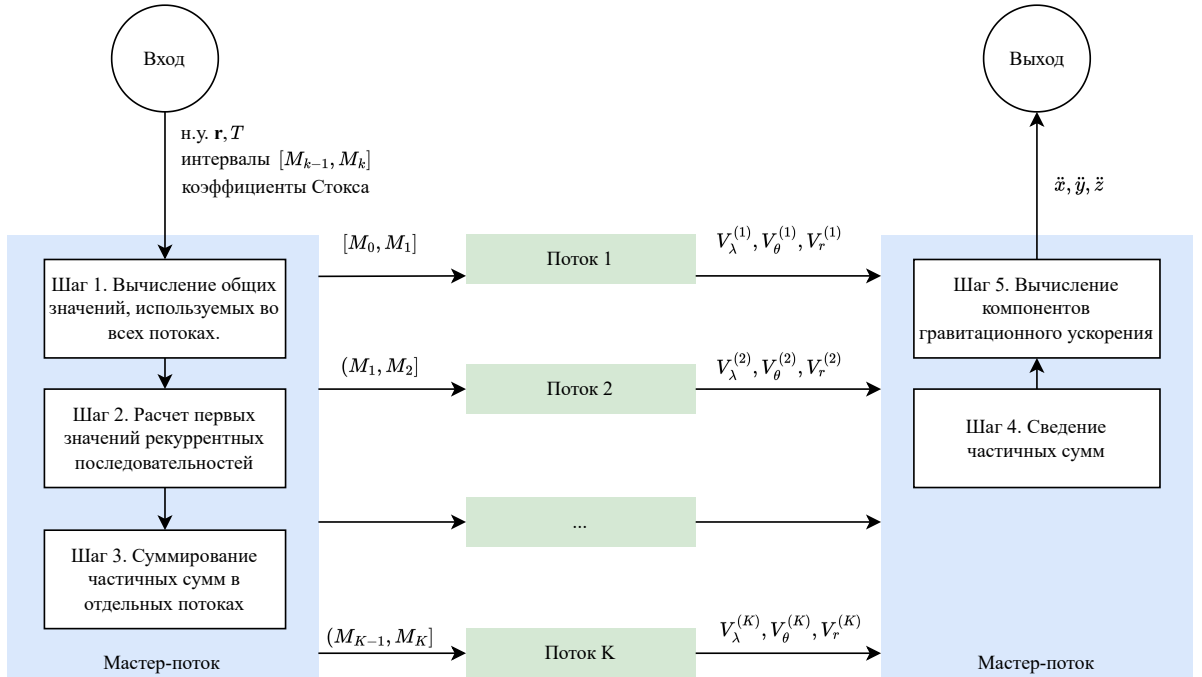 Вход
Выход
н.у. r, T
интервалы [M_{k−1}, M_k]
коэффициенты Стокса
ẍ, ÿ, z̈
Шаг 1. Вычисление общих
значений, используемых во
всех потоках.
Шаг 2. Расчет первых
значений рекуррентных
последовательностей
Шаг 3. Суммирование
частичных сумм в
отдельных потоках
Мастер-поток
[M_0, M_1]
Поток 1
V_λ^{(1)}, V_θ^{(1)}, V_r^{(1)}
(M_1, M_2]
Поток 2
V_λ^{(2)}, V_θ^{(2)}, V_r^{(2)}
...
(M_{K−1}, M_K]
Поток K
V_λ^{(K)}, V_θ^{(K)}, V_r^{(K)}
Шаг 5. Вычисление
компонентов
гравитационного ускорения
Шаг 4. Сведение
частичных сумм
Мастер-поток